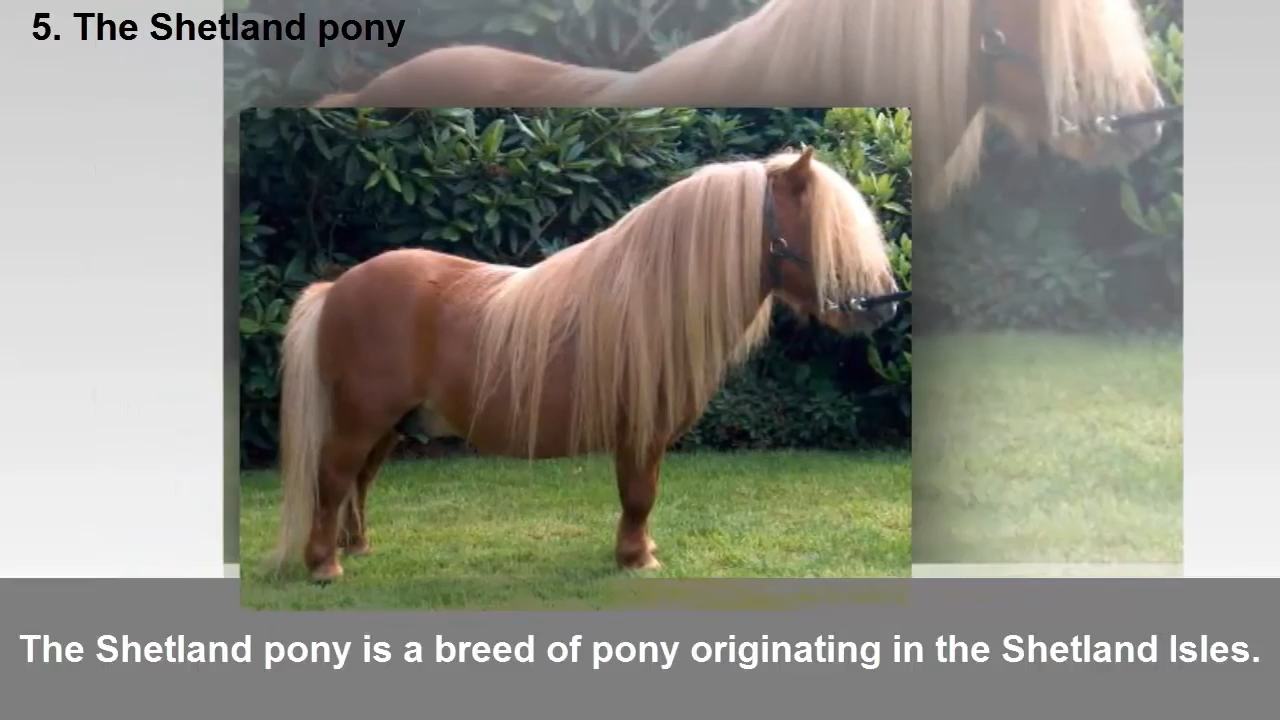 5. The Shetland pony
The Shetland pony is a breed of pony originating in the Shetland Isles.